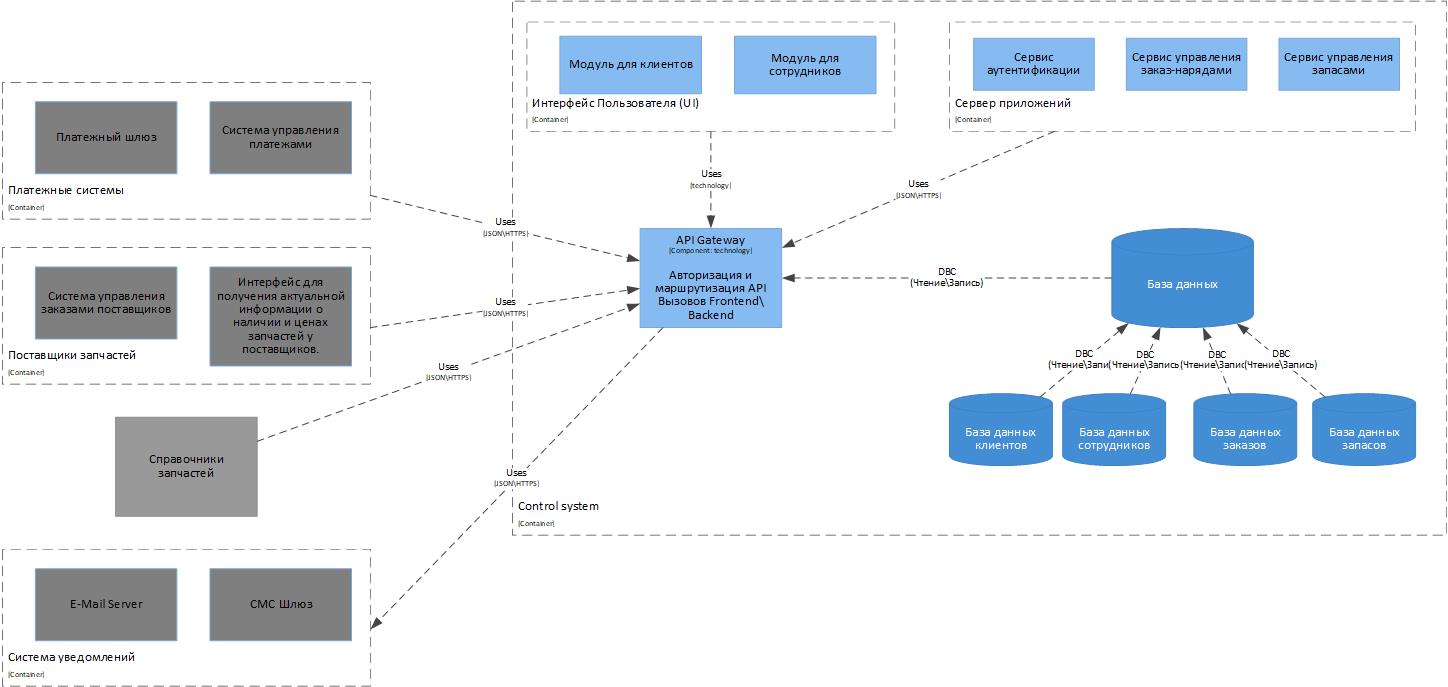 Модуль для клиентов
Модуль для
сотрудников
Интерфейс Пользователя (UI)
[Container]
Сервис
аутентификации
Сервис управления
заказ-нарядами
Сервис управления
запасами
Сервер приложений
[Container]
Платежный шлюз
Система управления
платежами
Платежные системы
[Container]
Uses
[technology]
Uses
[JSON\HTTPS]
Uses
[JSON\HTTPS]
API Gateway
[Component: technology]
Авторизация и
маршрутизация API
Вызовов Frontend\
Backend
DBC
(Чтение\Запись)
База данных
Система управления
заказами поставщиков
Интерфейс для
получения актуальной
информации о
наличии и ценах
запчастей у
поставщиков.
Поставщики запчастей
[Container]
Uses
[JSON\HTTPS]
Uses
[JSON\HTTPS]
DBC
(Чтение\Запи
DBC
(Чтение\Запись
DBC
(Чтение\Запись
DBC
(Чтение\Запись)
База данных
клиентов
База данных
сотрудников
База данных
заказов
База данных
запасов
Справочники
запчастей
Uses
[JSON\HTTPS]
Control system
[Container]
E-Mail Server
СМС Шлюз
Система уведомлений
[Container]